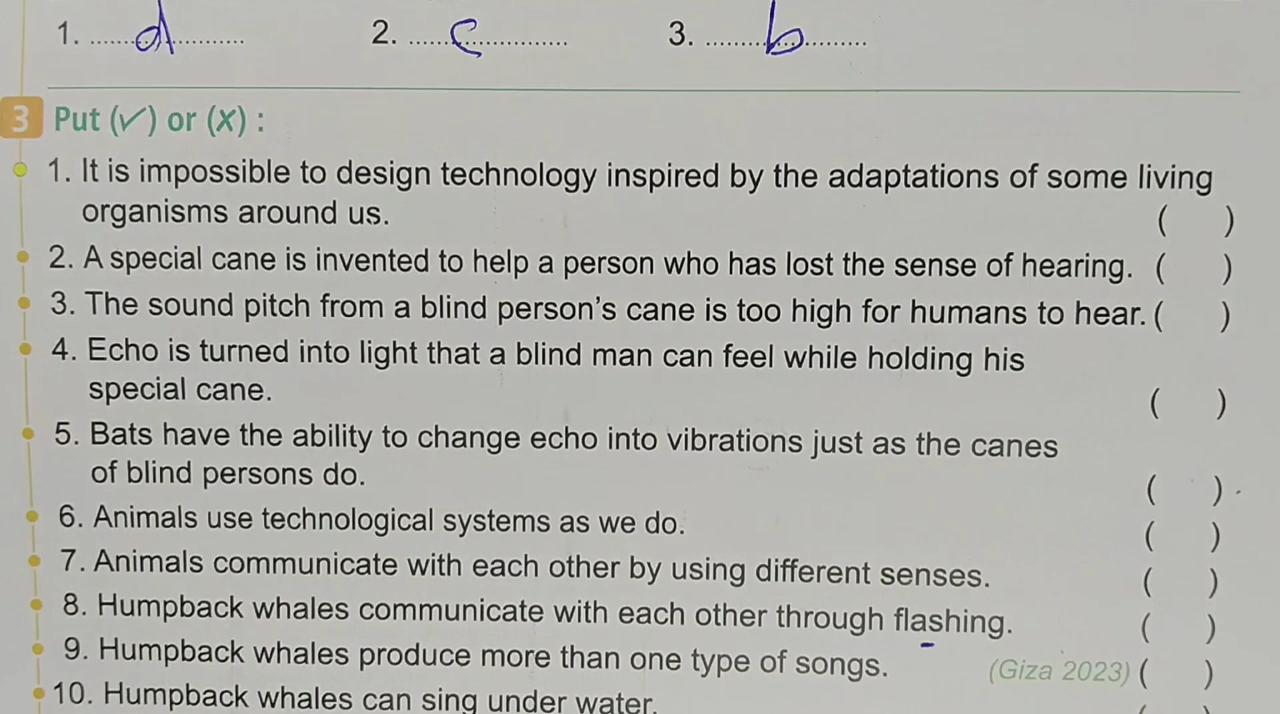 1. ............d............ 2. ............c............ 3. ............b............
3 Put (✓) or (X) :
1. It is impossible to design technology inspired by the adaptations of some living
organisms around us. ( )
2. A special cane is invented to help a person who has lost the sense of hearing. ( )
3. The sound pitch from a blind person's cane is too high for humans to hear. ( )
4. Echo is turned into light that a blind man can feel while holding his
special cane. ( )
5. Bats have the ability to change echo into vibrations just as the canes
of blind persons do. ( )
6. Animals use technological systems as we do. ( )
7. Animals communicate with each other by using different senses. ( )
8. Humpback whales communicate with each other through flashing. ( )
9. Humpback whales produce more than one type of songs. (Giza 2023) ( )
10. Humpback whales can sing under water. ( )